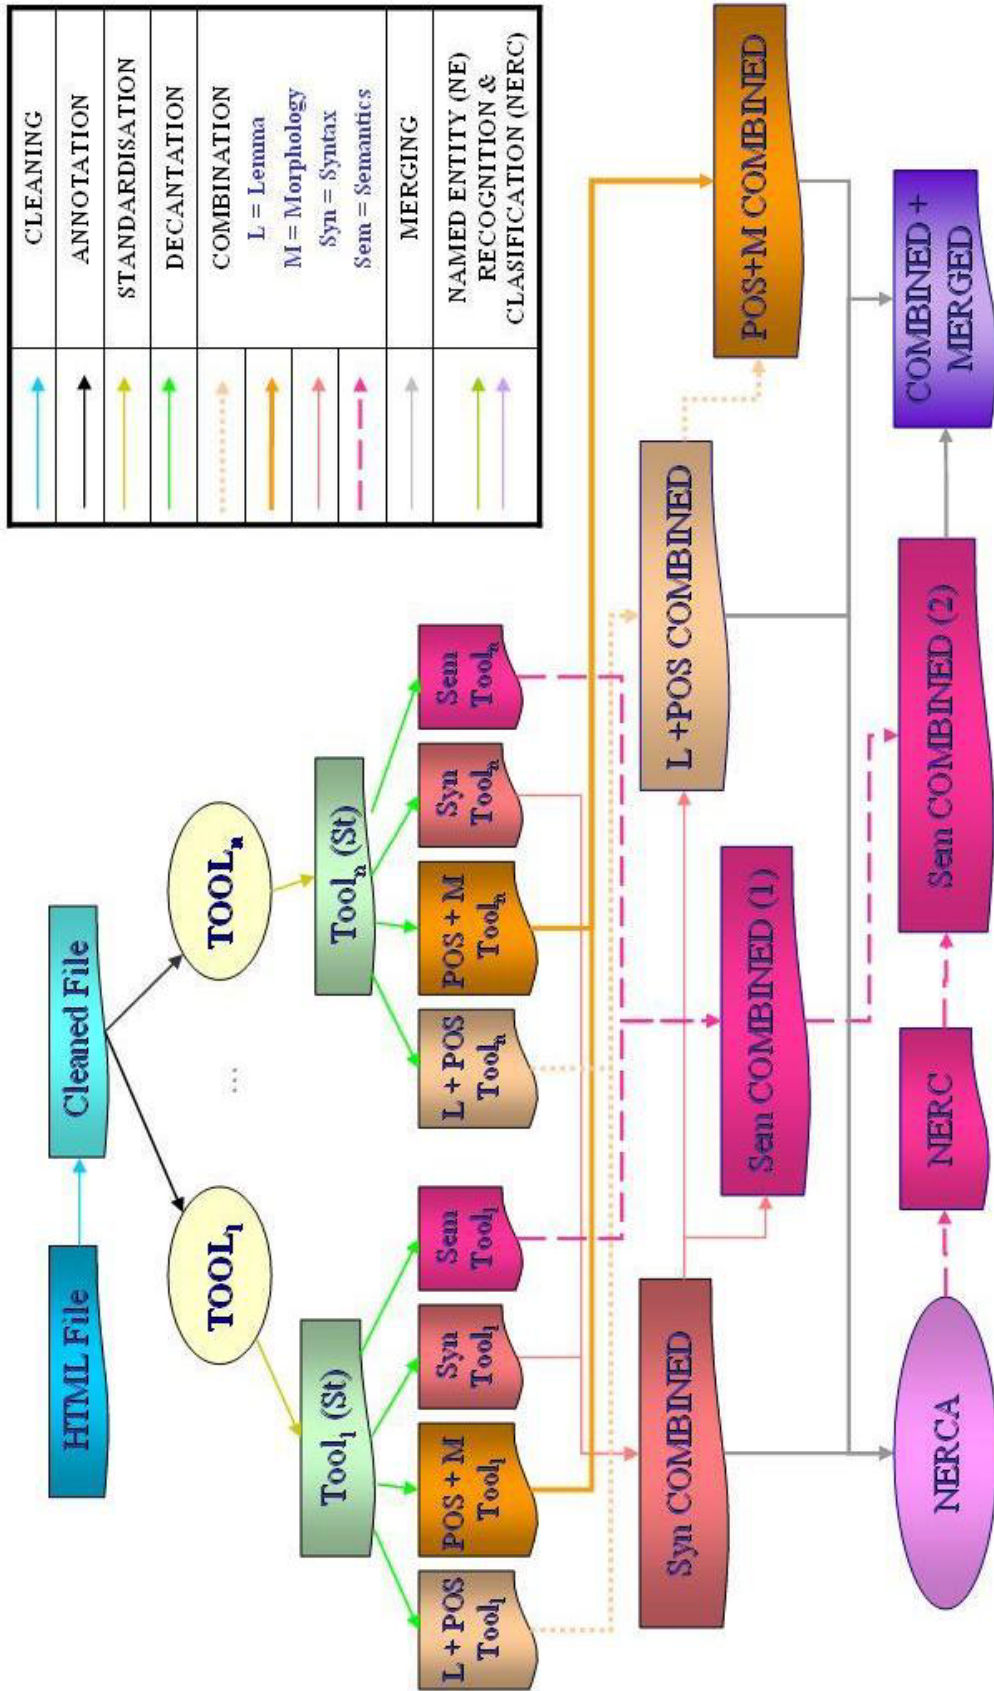 HTML File
Cleaned File
TOOL₁
...
TOOLₙ
Tool₁ (St)
Toolₙ (St)
L + POS
Tool₁
POS + M
Tool₁
Syn
Tool₁
Sem
Tool₁
L + POS
Toolₙ
POS + M
Toolₙ
Syn
Toolₙ
Sem
Toolₙ
Syn COMBINED
L +POS COMBINED
POS+M COMBINED
Sem COMBINED (1)
NERCA
NERC
Sem COMBINED (2)
COMBINED +
MERGED
CLEANING
ANNOTATION
STANDARDISATION
DECANTATION
COMBINATION
L = Lemma
M = Morphology
Syn = Syntax
Sem = Semantics
MERGING
NAMED ENTITY (NE)
RECOGNITION &
CLASIFICATION (NERC)